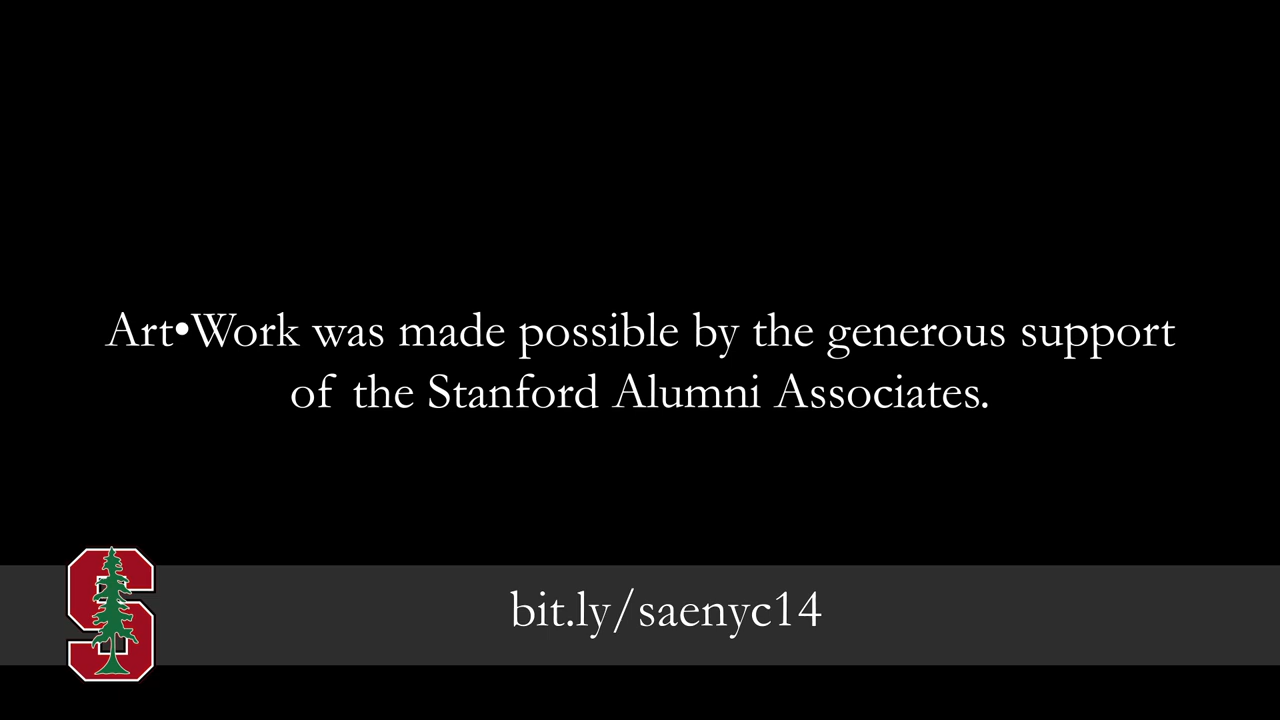 Art•Work was made possible by the generous support
of the Stanford Alumni Associates.
S
bit.ly/saenyc14